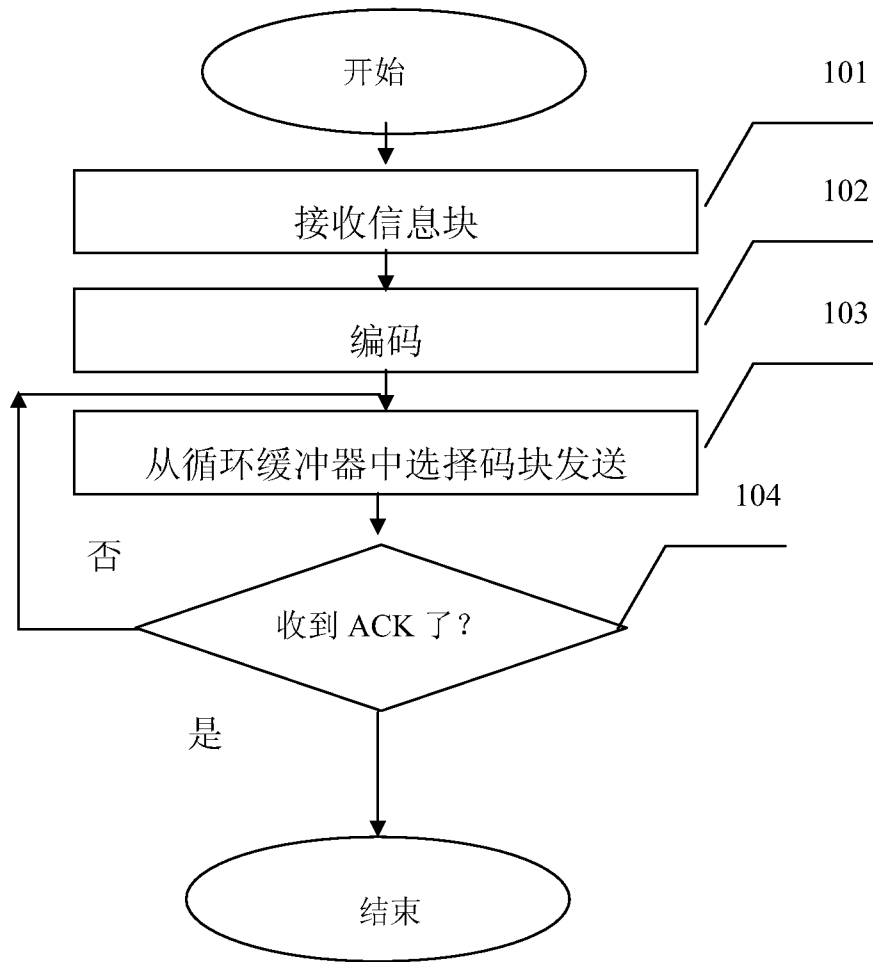 开始
101
接收信息块
102
编码
103
从循环缓冲器中选择码块发送
104
否
收到 ACK 了?
是
结束